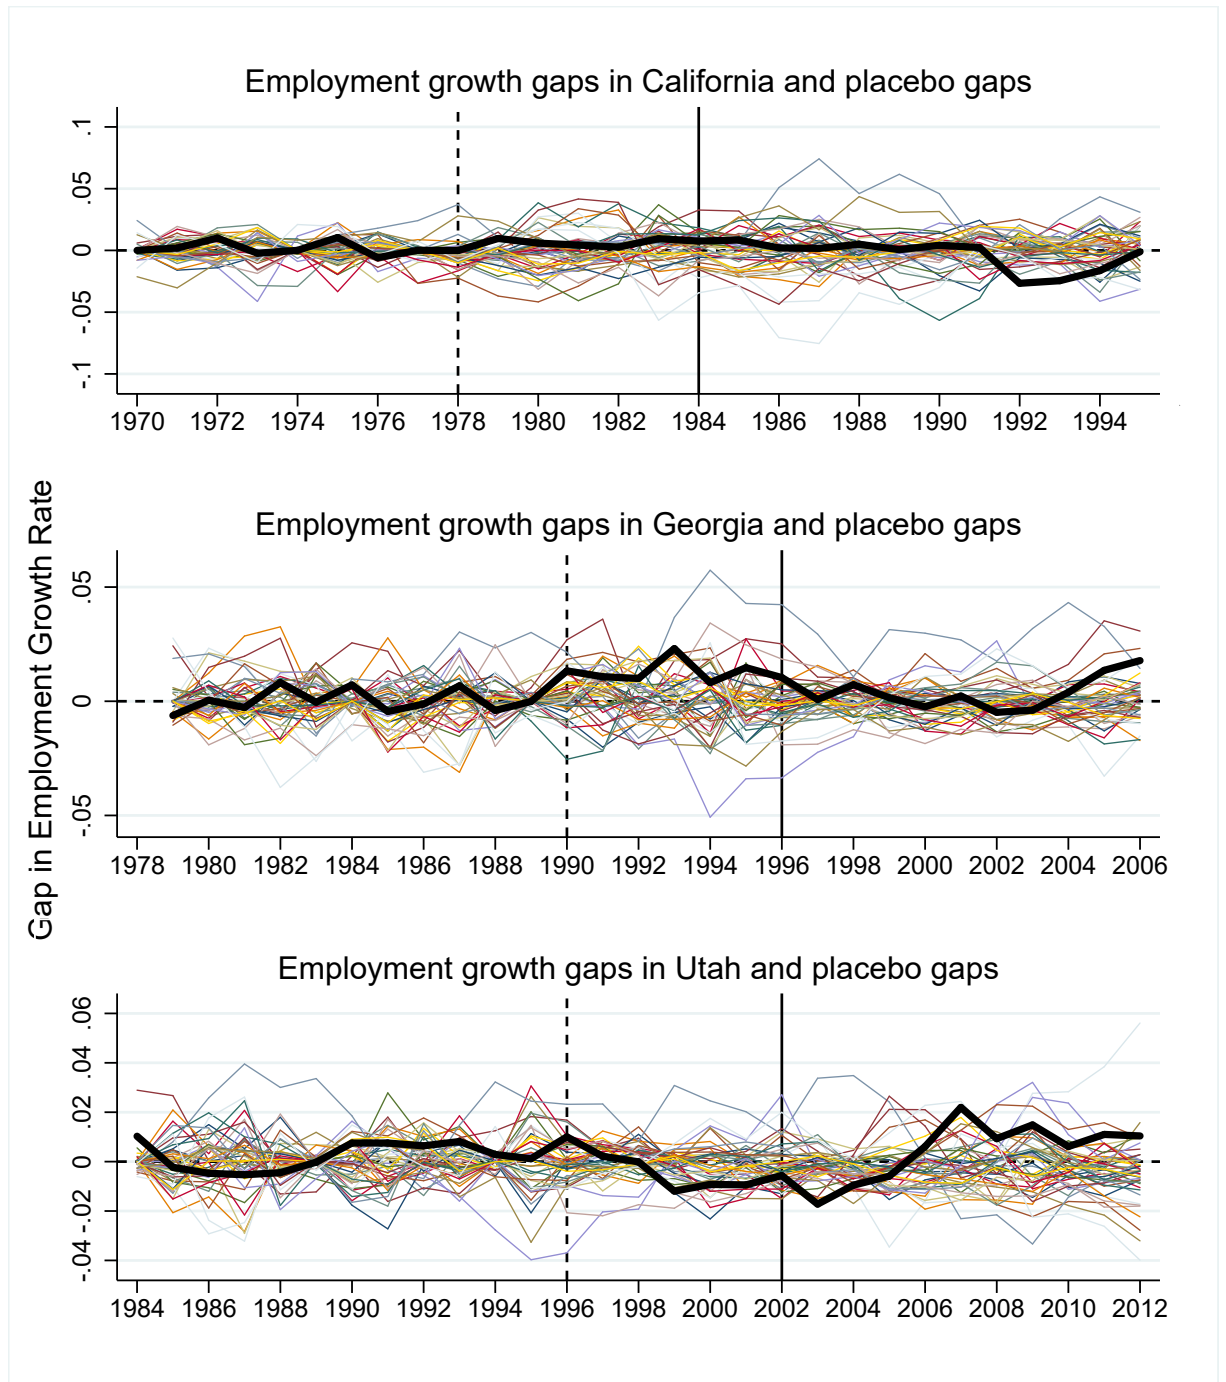 Employment growth gaps in California and placebo gaps
.1
.05
0
-.05
-.1
1970 1972 1974 1976 1978 1980 1982 1984 1986 1988 1990 1992 1994
Gap in Employment Growth Rate
Employment growth gaps in Georgia and placebo gaps
.05
0
-.05
1978 1980 1982 1984 1986 1988 1990 1992 1994 1996 1998 2000 2002 2004 2006
Employment growth gaps in Utah and placebo gaps
.06
.04
.02
0
-.02
-.04
1984 1986 1988 1990 1992 1994 1996 1998 2000 2002 2004 2006 2008 2010 2012